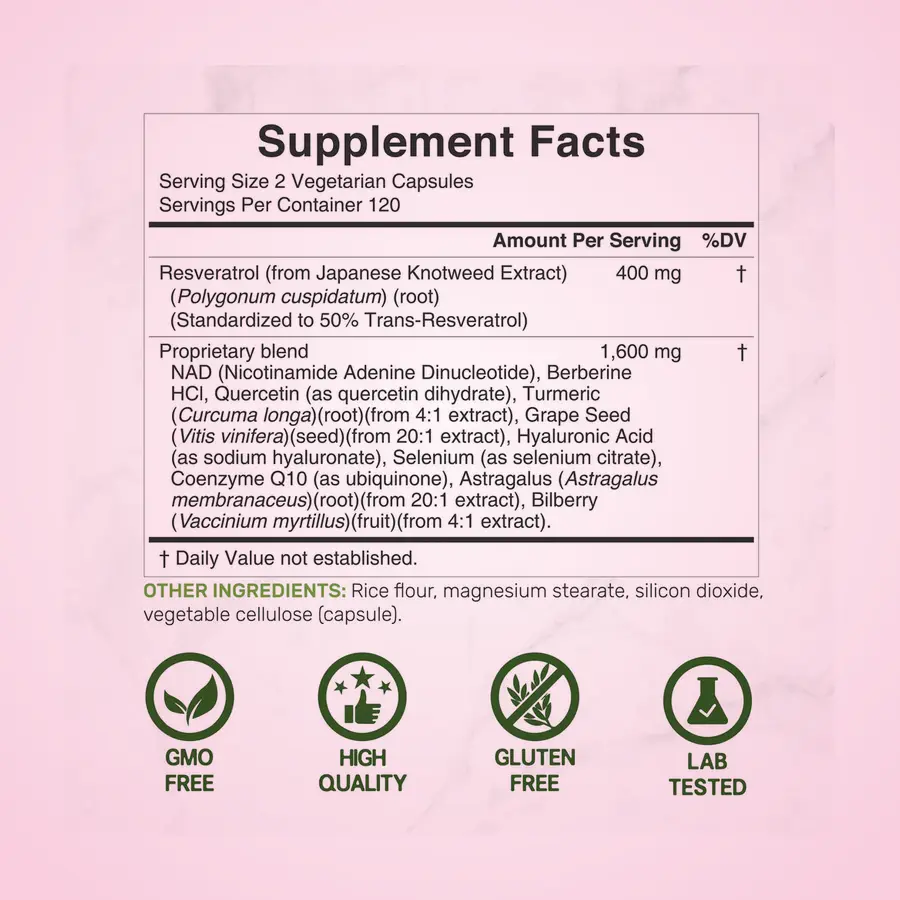 Supplement Facts
Serving Size 2 Vegetarian Capsules
Servings Per Container 120
Amount Per Serving %DV
Resveratrol (from Japanese Knotweed Extract) 400 mg †
(Polygonum cuspidatum) (root)
(Standardized to 50% Trans-Resveratrol)
Proprietary blend 1,600 mg †
NAD (Nicotinamide Adenine Dinucleotide), Berberine
HCl, Quercetin (as quercetin dihydrate), Turmeric
(Curcuma longa)(root)(from 4:1 extract), Grape Seed
(Vitis vinifera)(seed)(from 20:1 extract), Hyaluronic Acid
(as sodium hyaluronate), Selenium (as selenium citrate),
Coenzyme Q10 (as ubiquinone), Astragalus (Astragalus
membranaceus)(root)(from 20:1 extract), Bilberry
(Vaccinium myrtillus)(fruit)(from 4:1 extract).
† Daily Value not established.
OTHER INGREDIENTS: Rice flour, magnesium stearate, silicon dioxide,
vegetable cellulose (capsule).
GMO
FREE
HIGH
QUALITY
GLUTEN
FREE
LAB
TESTED